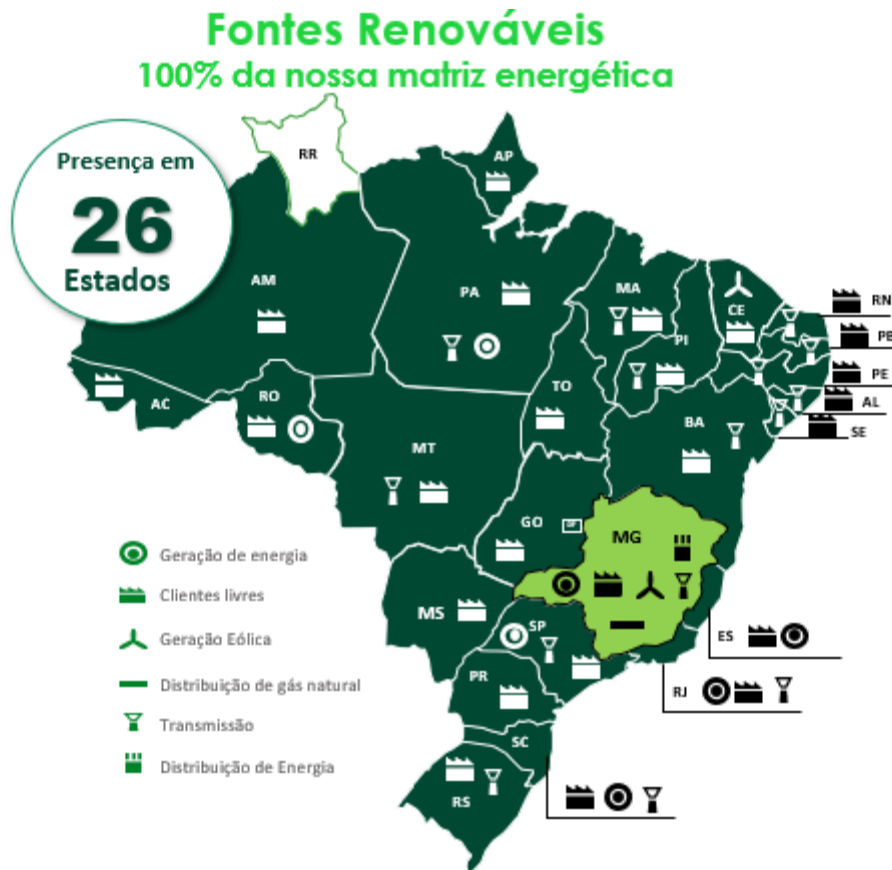 Fontes Renováveis
100% da nossa matriz energética
Presença em
26
Estados
RR
AP
AM
PA
MA
CE
RN
PI
PB
PE
AC
RO
TO
AL
BA
SE
MT
GO
DF
MG
Geração de energia
Clientes livres
MS
SP
Geração Eólica
ES
Distribuição de gás natural
PR
RJ
Transmissão
SC
Distribuição de Energia
RS